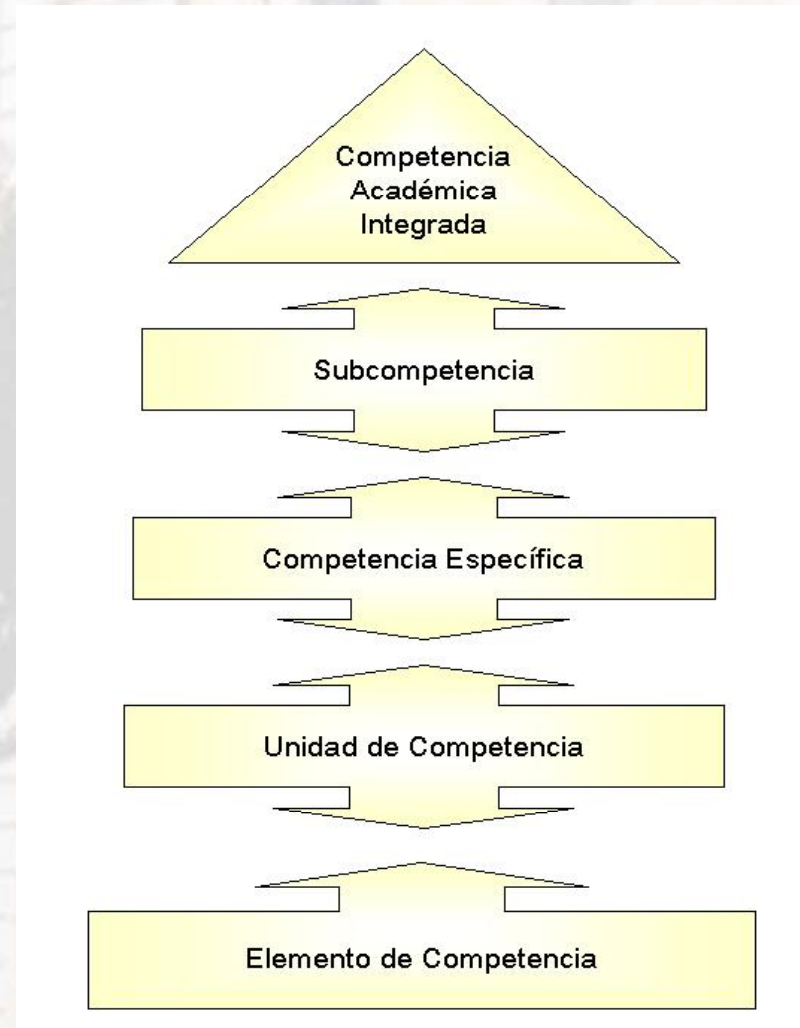 Competencia
Académica
Integrada
Subcompetencia
Competencia Específica
Unidad de Competencia
Elemento de Competencia